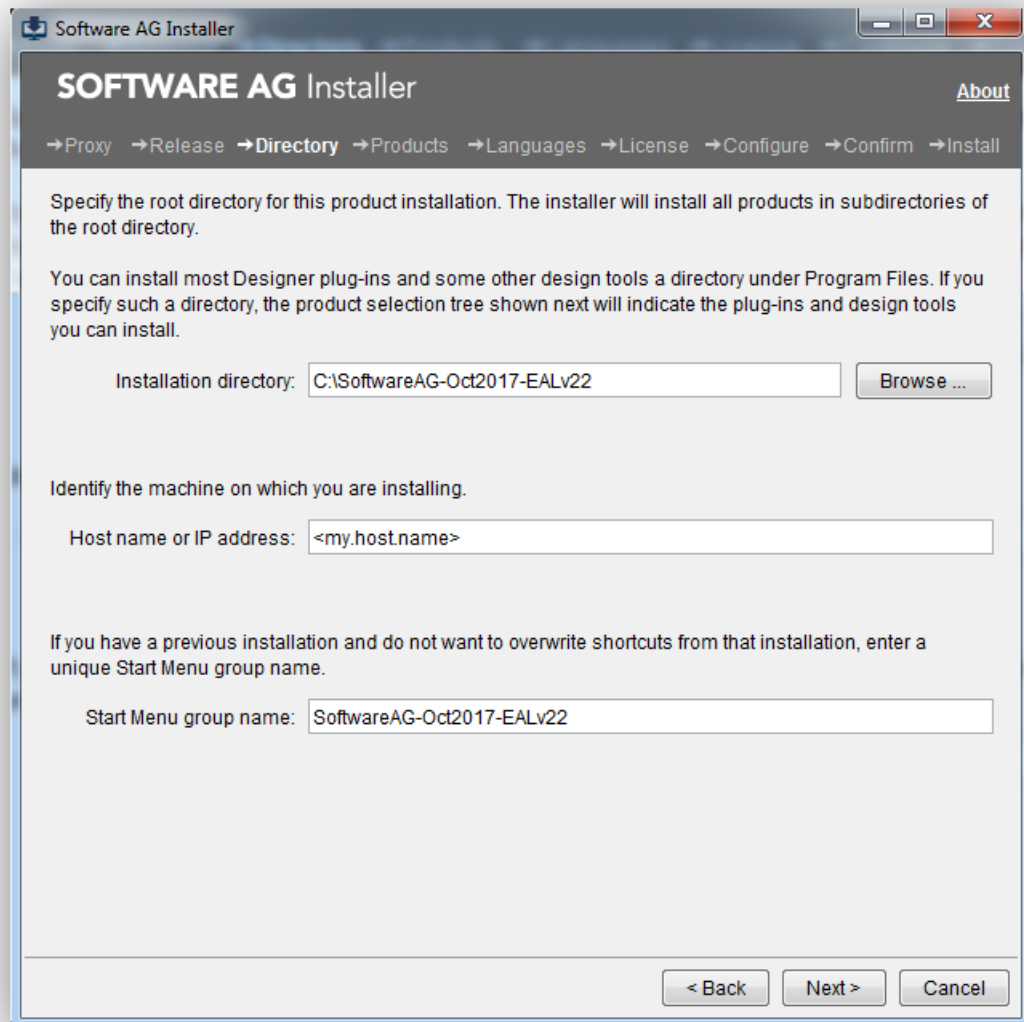 Software AG Installer
SOFTWARE AG Installer
About
→Proxy →Release →Directory →Products →Languages →License →Configure →Confirm →Install
Specify the root directory for this product installation. The installer will install all products in subdirectories of
the root directory.
You can install most Designer plug-ins and some other design tools a directory under Program Files. If you
specify such a directory, the product selection tree shown next will indicate the plug-ins and design tools
you can install.
Installation directory: C:\SoftwareAG-Oct2017-EALv22 Browse ...
Identify the machine on which you are installing.
Host name or IP address: <my.host.name>
If you have a previous installation and do not want to overwrite shortcuts from that installation, enter a
unique Start Menu group name.
Start Menu group name: SoftwareAG-Oct2017-EALv22
< Back Next > Cancel